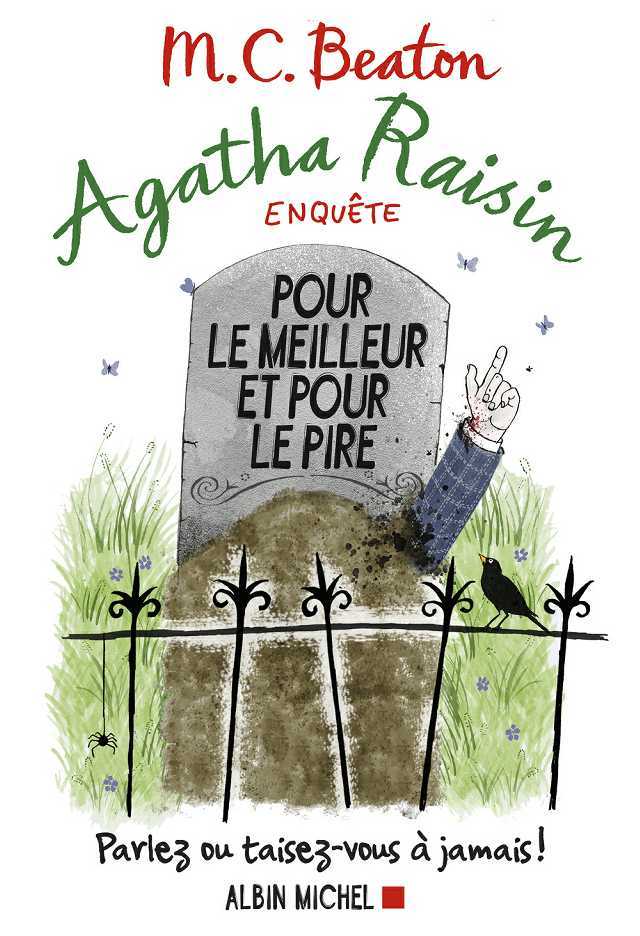 M.C. Beaton
Agatha Raisin
ENQUÊTE
POUR
LE MEILLEUR
ET POUR
LE PIRE
Parlez ou taisez-vous à jamais!
ALBIN MICHEL